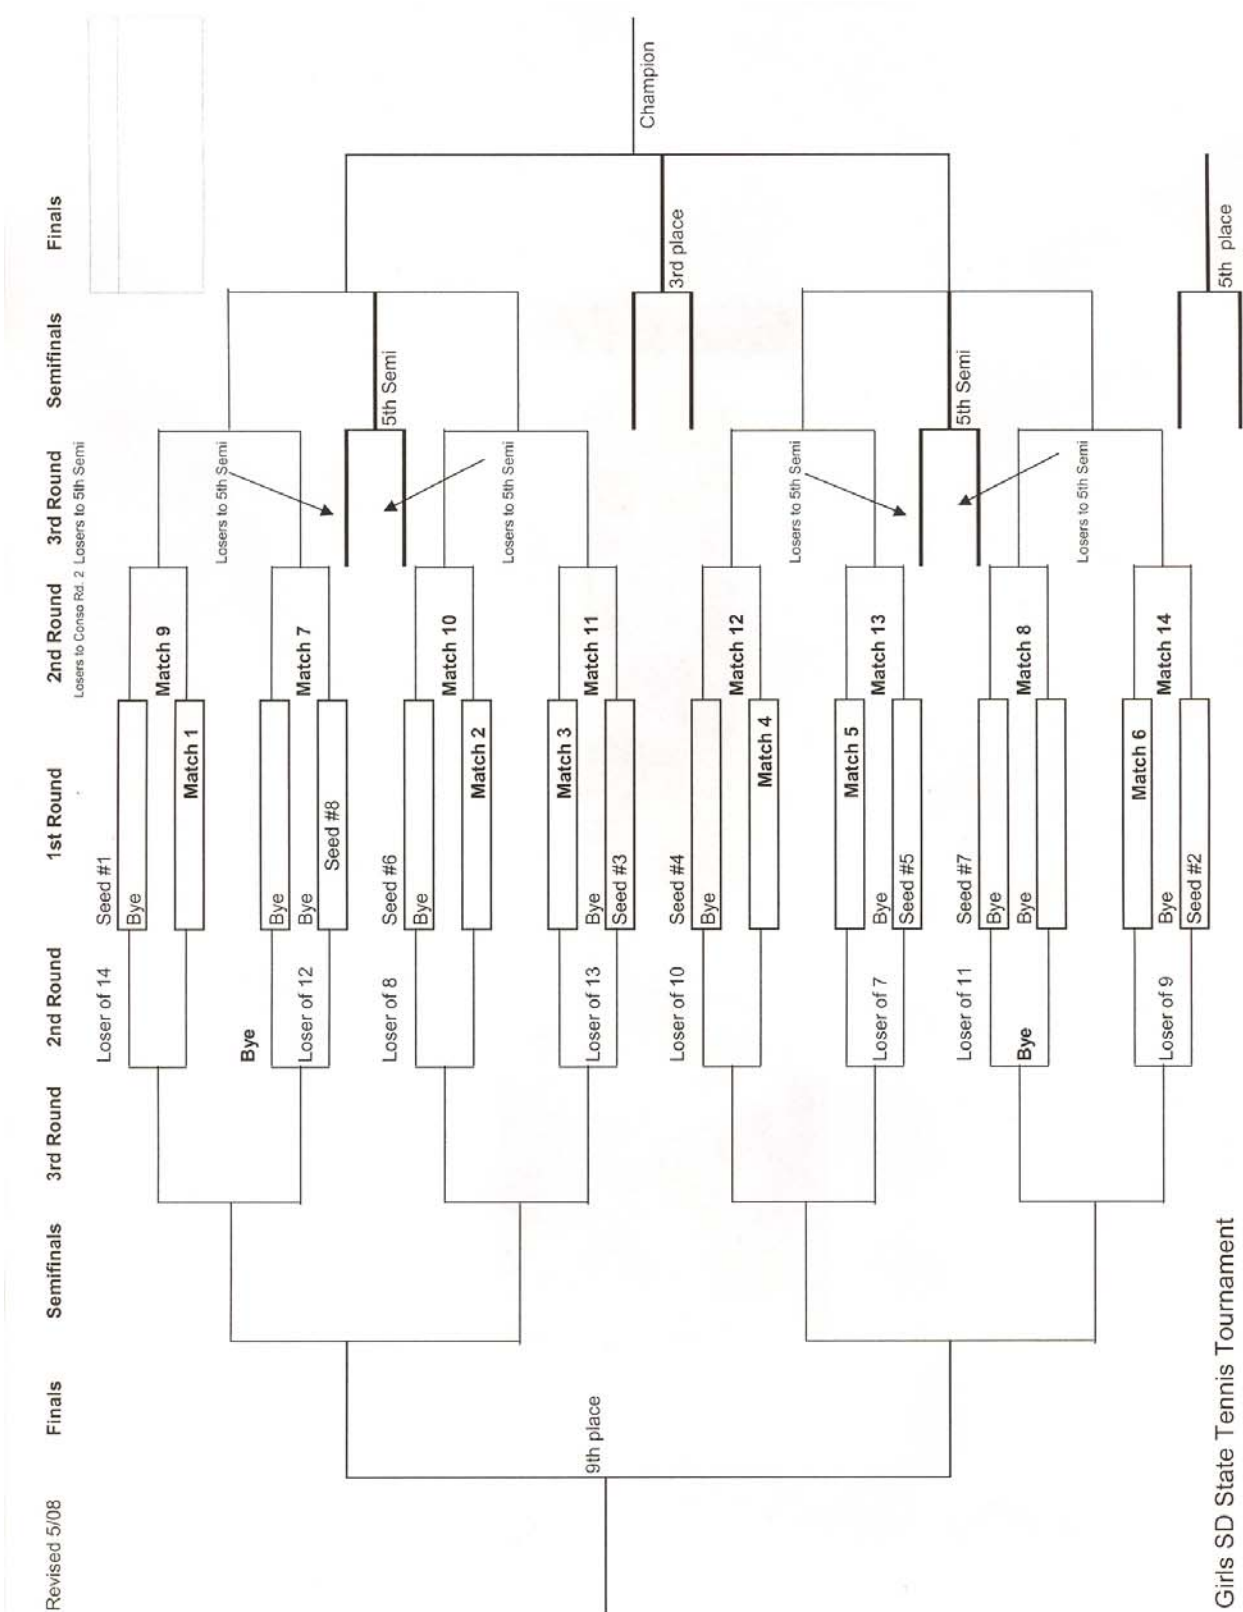 Revised 5/08
Finals
Semifinals
3rd Round
2nd Round
1st Round
2nd Round
3rd Round
Semifinals
Finals
Losers to Conso Rd. 2
Losers to 5th Semi
Loser of 14
Seed #1
Bye
Match 9
Match 1
Losers to 5th Semi
Bye
Bye
Match 7
Loser of 12
Bye
Seed #8
5th Semi
Loser of 8
Seed #6
Bye
Match 10
Match 2
Losers to 5th Semi
Match 3
Match 11
Loser of 13
Bye
Seed #3
9th place
Champion
3rd place
Loser of 10
Seed #4
Bye
Match 12
Match 4
Losers to 5th Semi
Match 5
Match 13
Loser of 7
Bye
Seed #5
5th Semi
Loser of 11
Seed #7
Bye
Match 8
Bye
Bye
Losers to 5th Semi
Match 6
Match 14
Loser of 9
Bye
Seed #2
5th place
Girls SD State Tennis Tournament